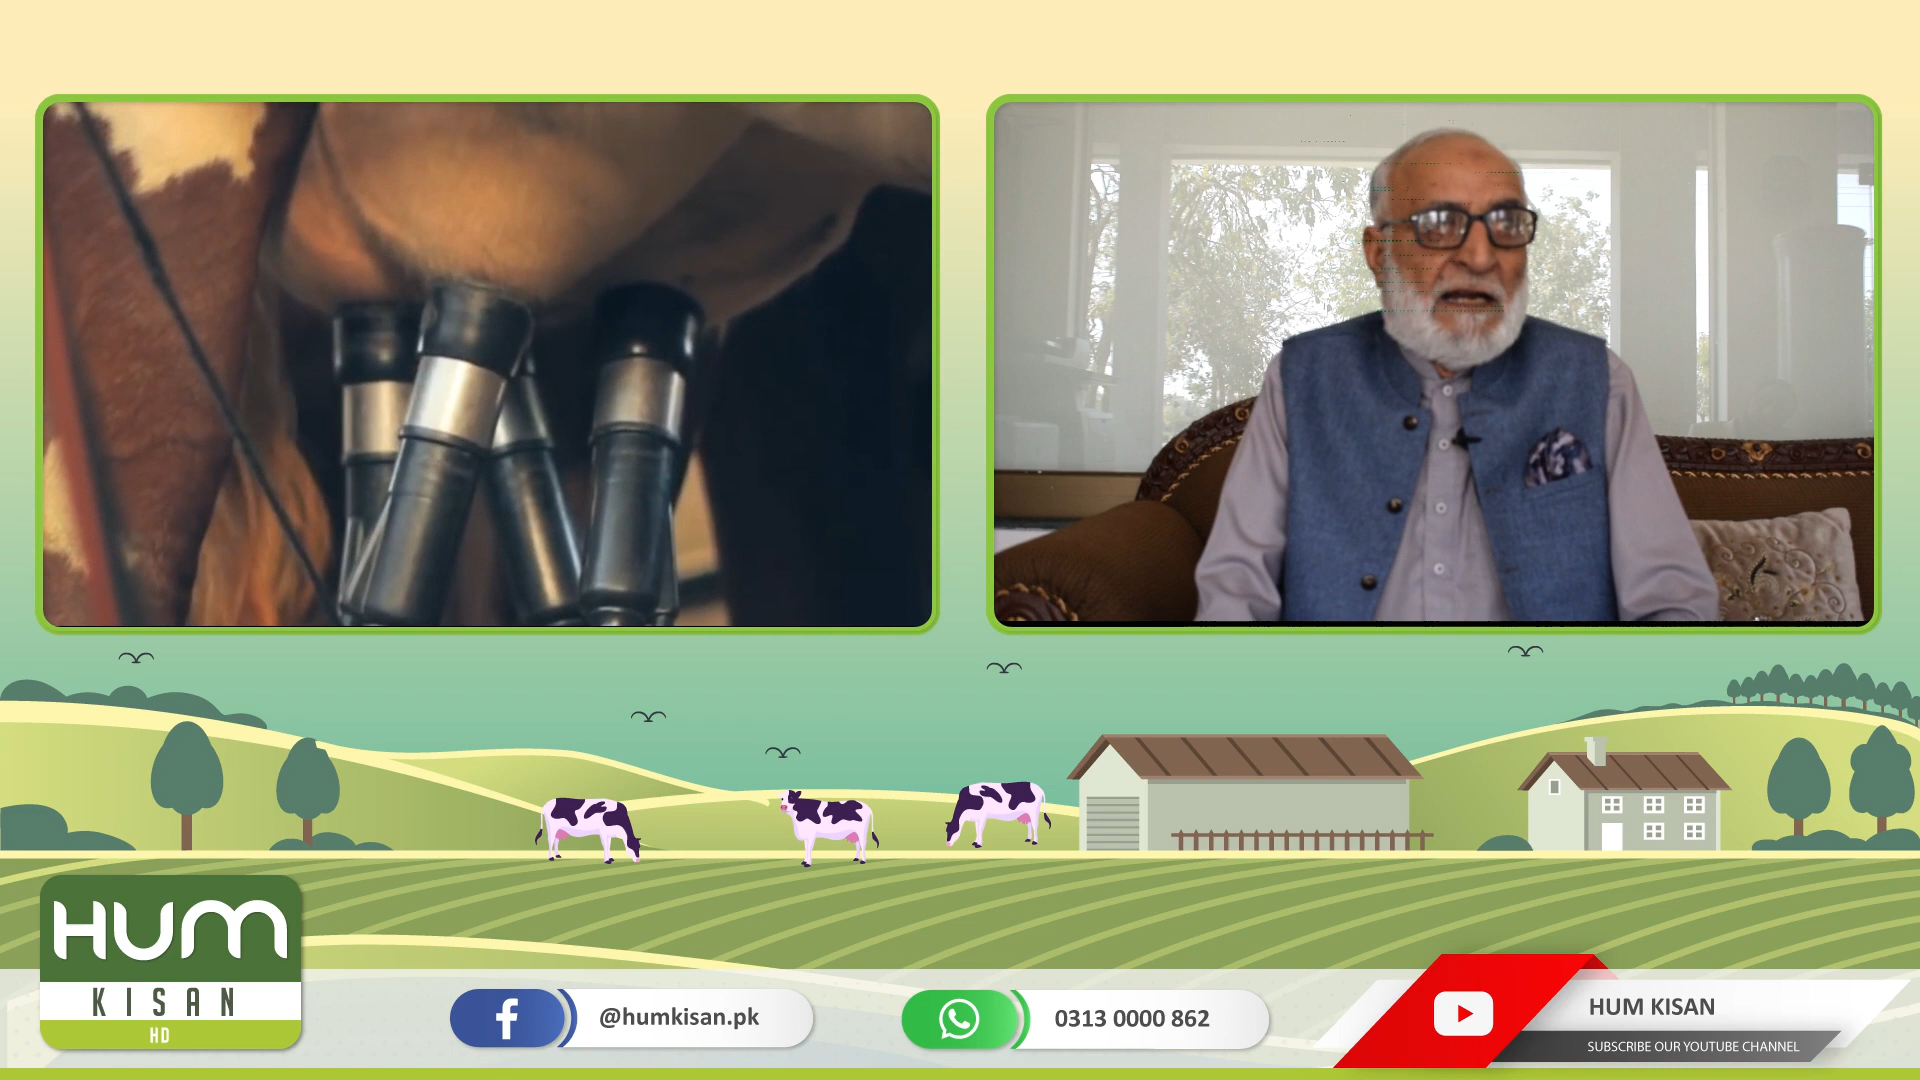 HUM
KISAN
HD
@humkisan.pk
0313 0000 862
HUM KISAN
SUBSCRIBE OUR YOUTUBE CHANNEL